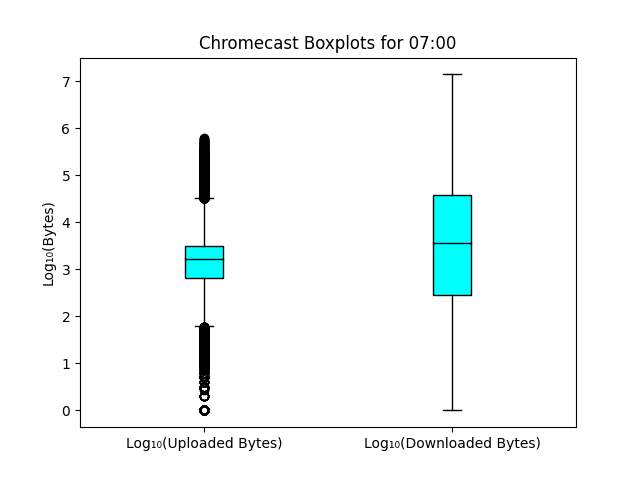 Chromecast Boxplots for 07:00
Log₁₀(Bytes)
7
6
5
4
3
2
1
0
Log₁₀(Uploaded Bytes)
Log₁₀(Downloaded Bytes)